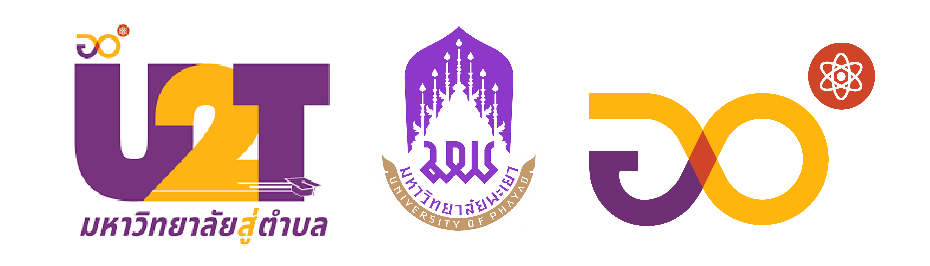 U2T
มหาวิทยาลัยสู่ตำบล
มหาวิทยาลัยพะเยา
UNIVERSITY OF PHAYAO